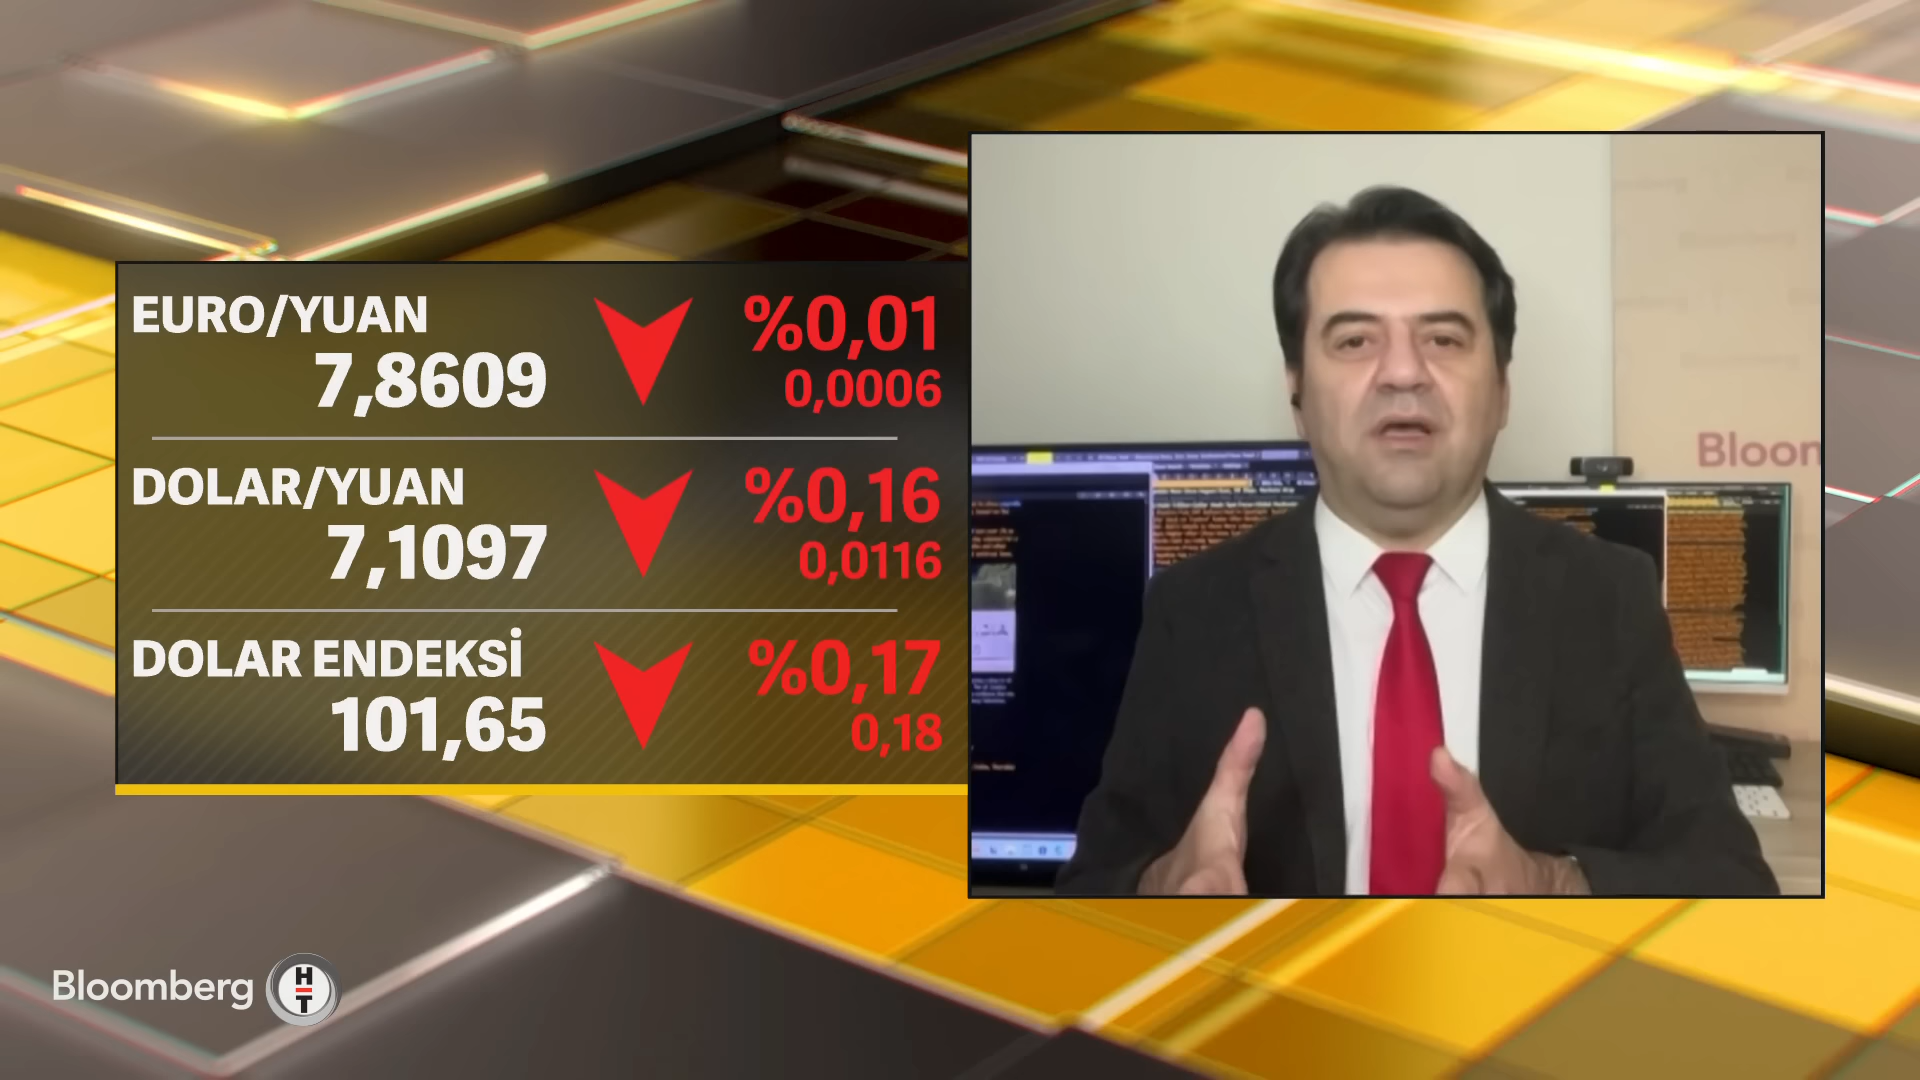 EURO/YUAN
7,8609
%0,01
0,0006
DOLAR/YUAN
7,1097
%0,16
0,0116
DOLAR ENDEKSİ
101,65
%0,17
0,18
Bloom
Bloomberg HT